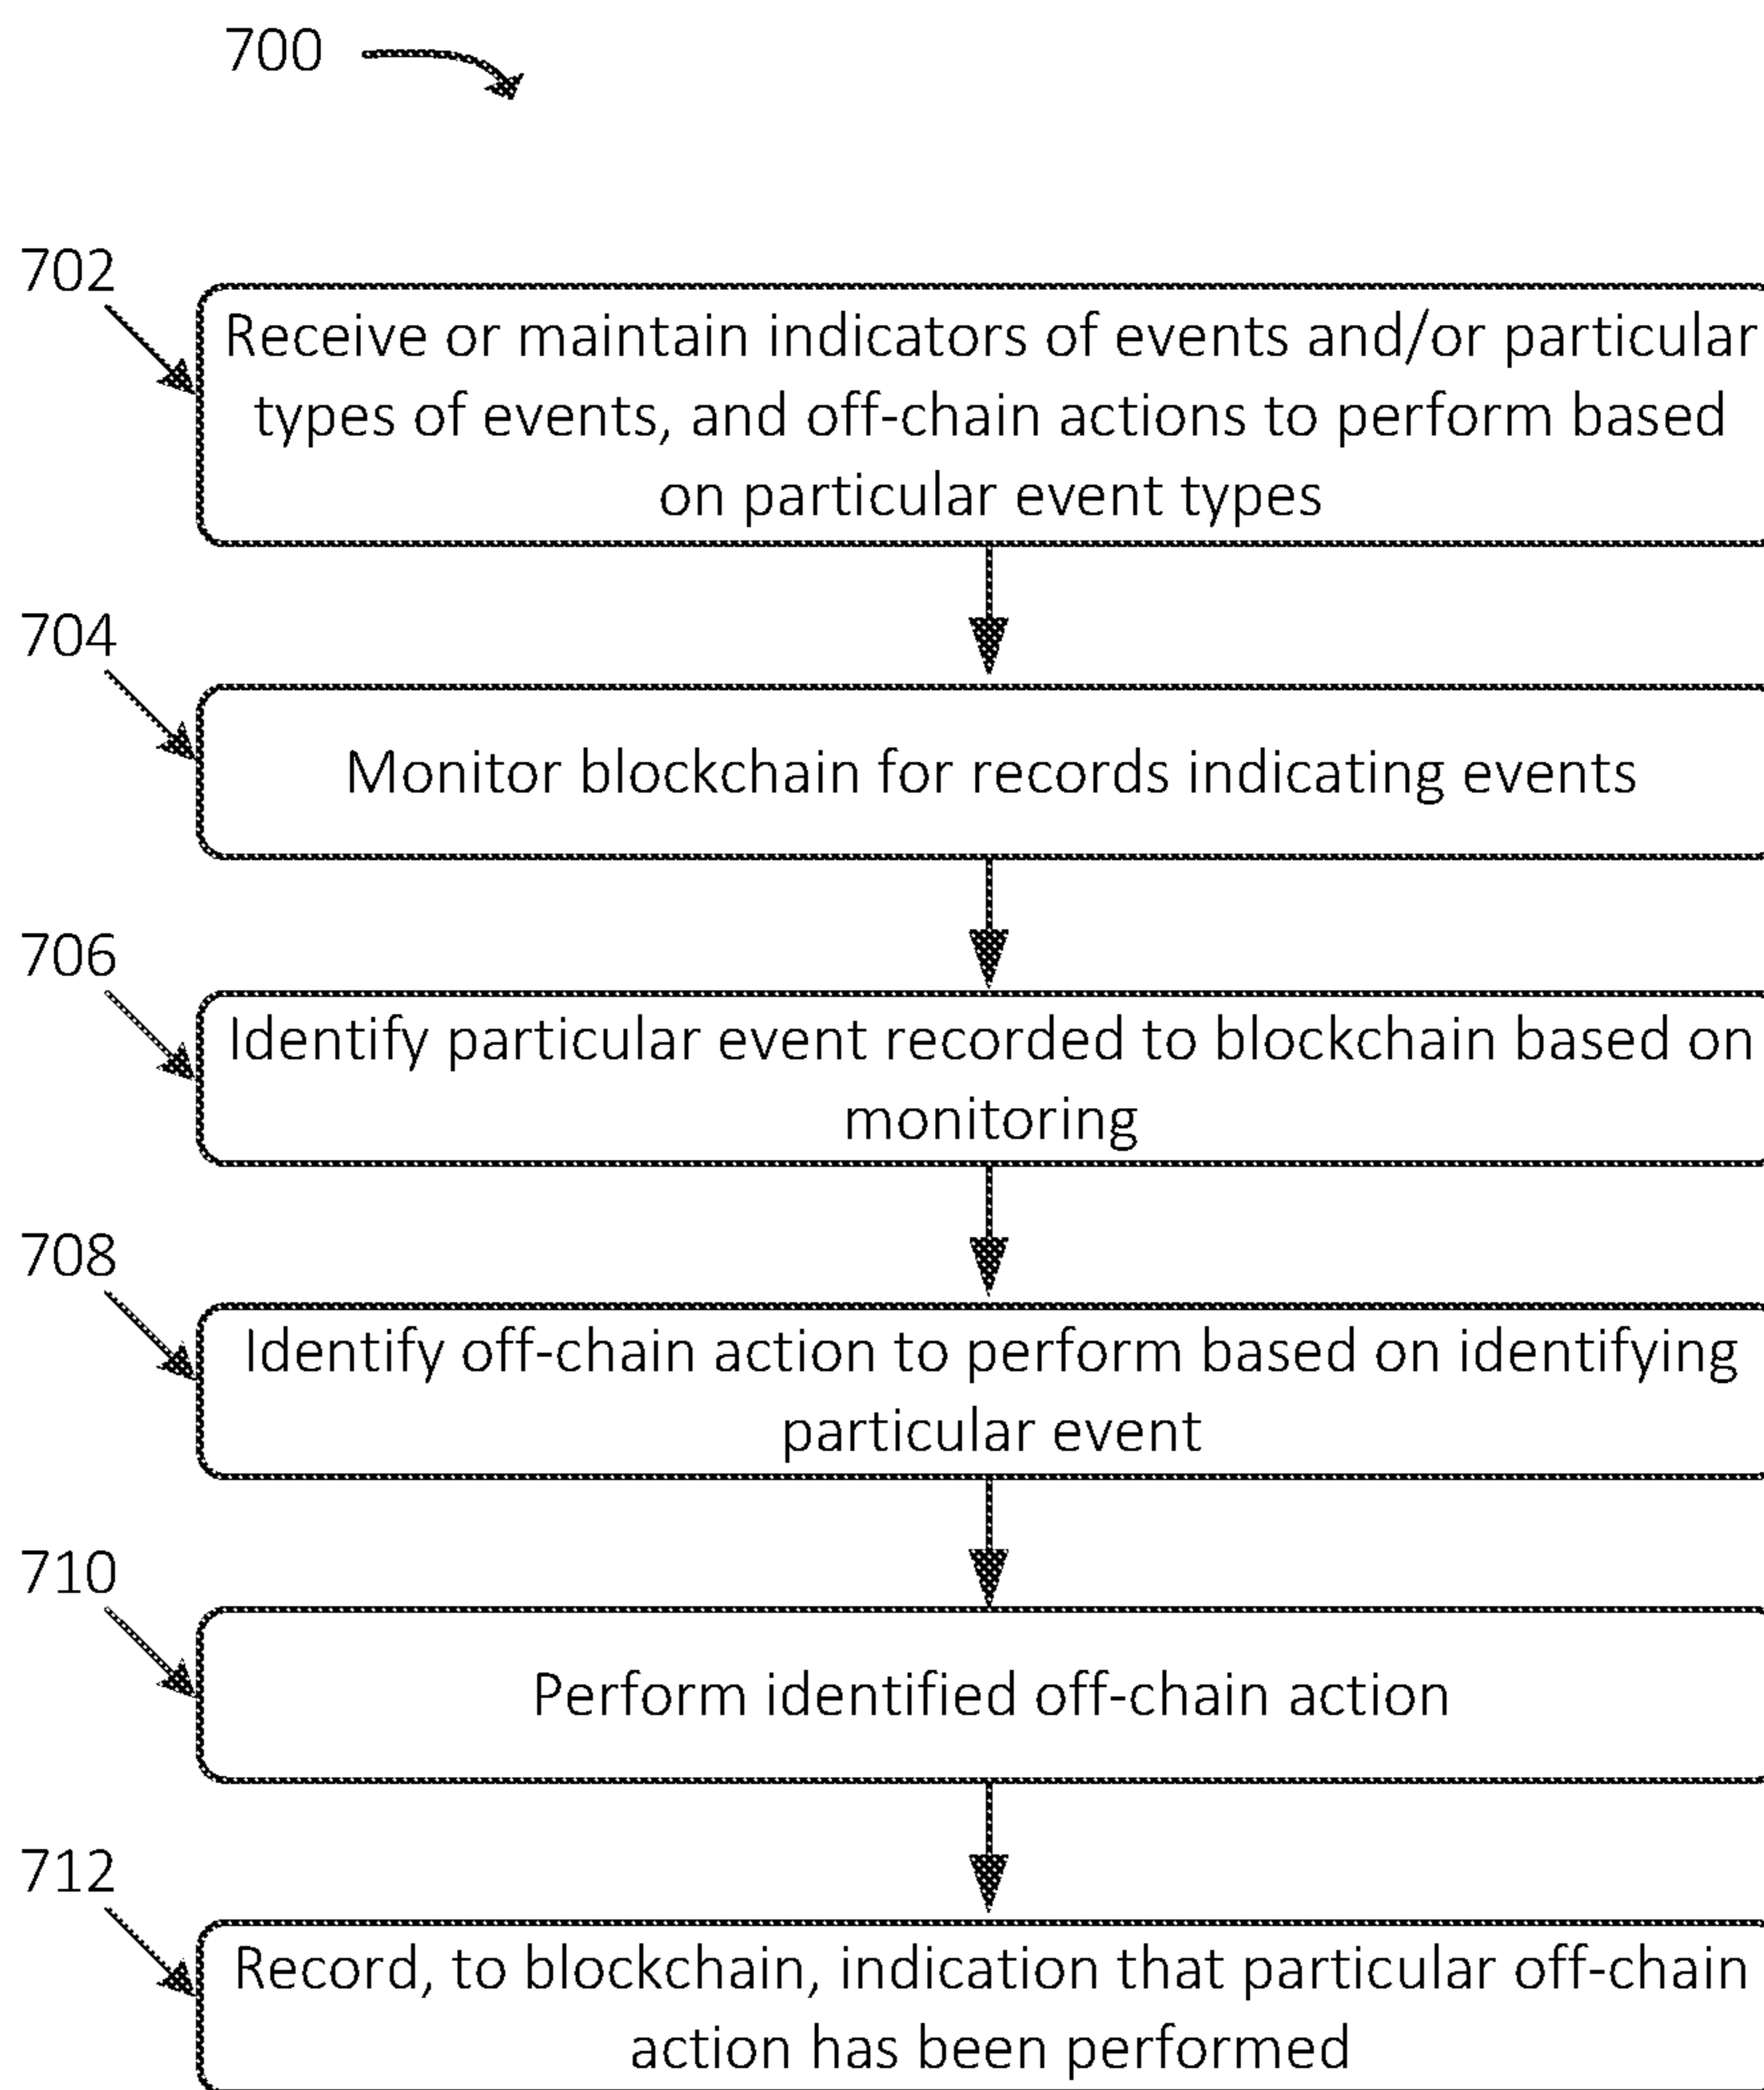 700
702
Receive or maintain indicators of events and/or particular
types of events, and off-chain actions to perform based
on particular event types
704
Monitor blockchain for records indicating events
706
Identify particular event recorded to blockchain based on
monitoring
708
Identify off-chain action to perform based on identifying
particular event
710
Perform identified off-chain action
712
Record, to blockchain, indication that particular off-chain
action has been performed